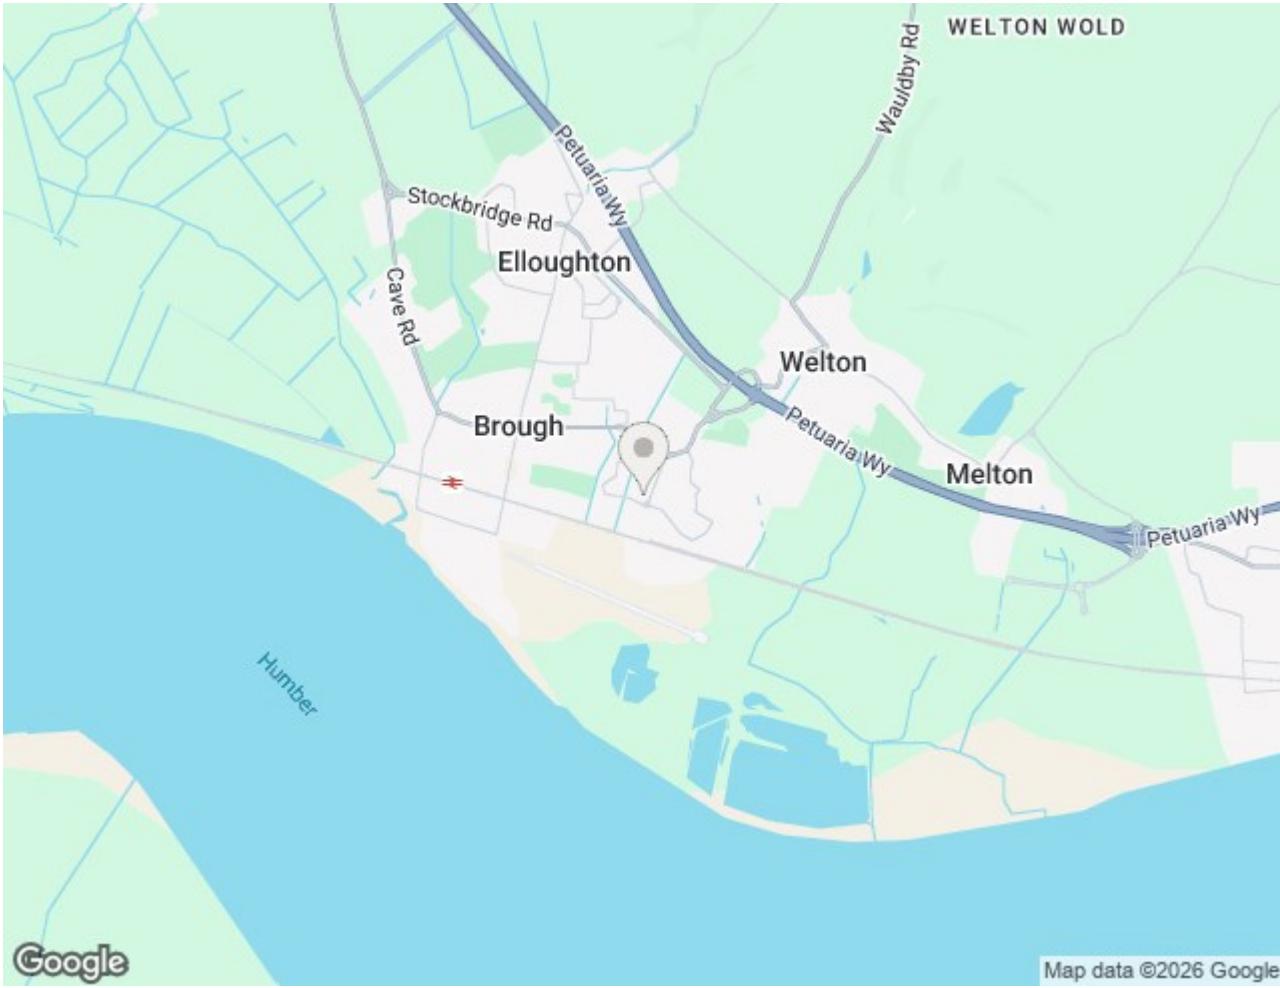 WELTON WOLD
Wauldby Rd
Petuaria Wy
Stockbridge Rd
Elloughton
Cave Rd
Welton
Brough
Petuaria Wy
Melton
Petuaria Wy
Humber
Google
Map data ©2026 Google